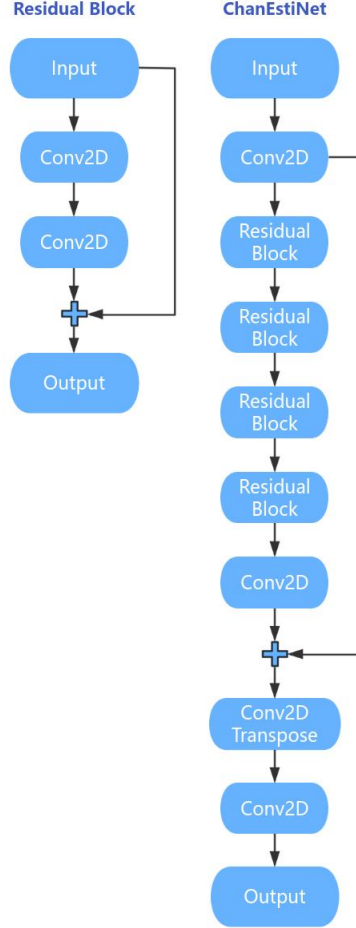 Residual Block
Input
Conv2D
Conv2D
Output
ChanEstiNet
Input
Conv2D
Residual
Block
Residual
Block
Residual
Block
Residual
Block
Conv2D
Conv2D
Transpose
Conv2D
Output